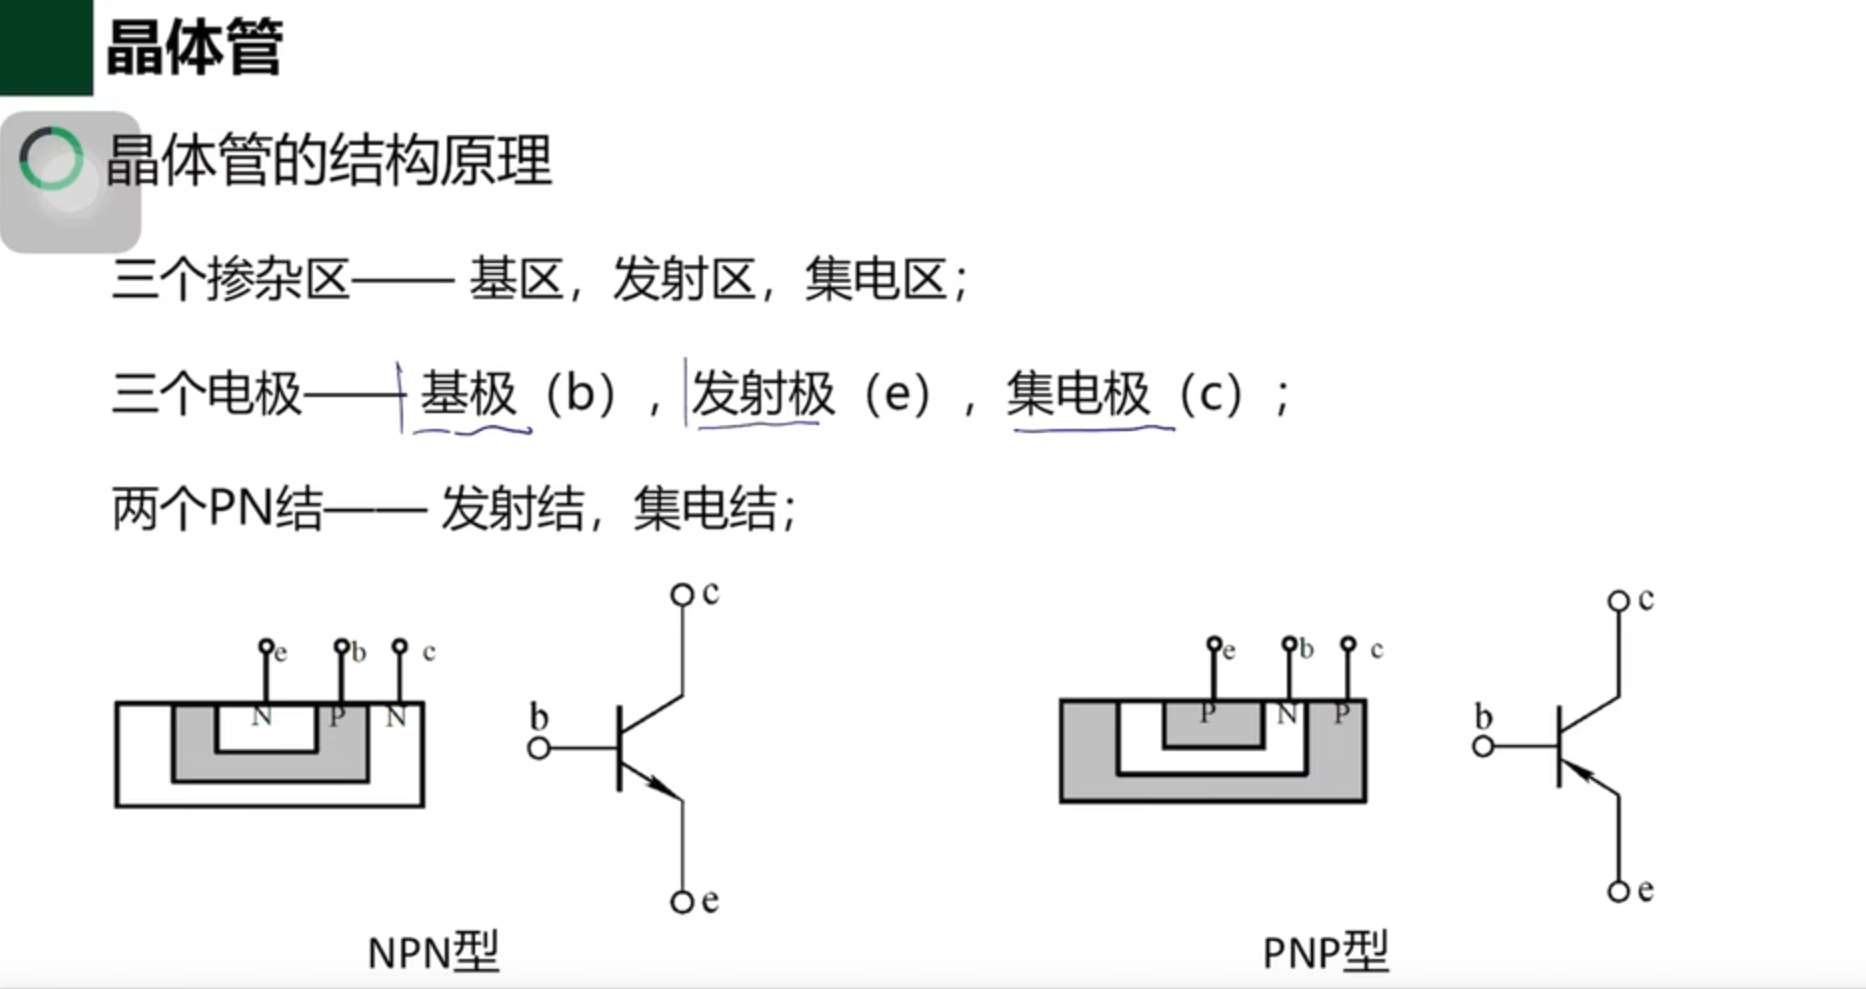 晶体管
晶体管的结构原理
三个掺杂区—— 基区，发射区，集电区；
三个电极—— 基极（b），发射极（e），集电极（c）；
两个PN结—— 发射结，集电结；
e b c
N P N
c
b
e
NPN型
e b c
P N P
c
b
e
PNP型